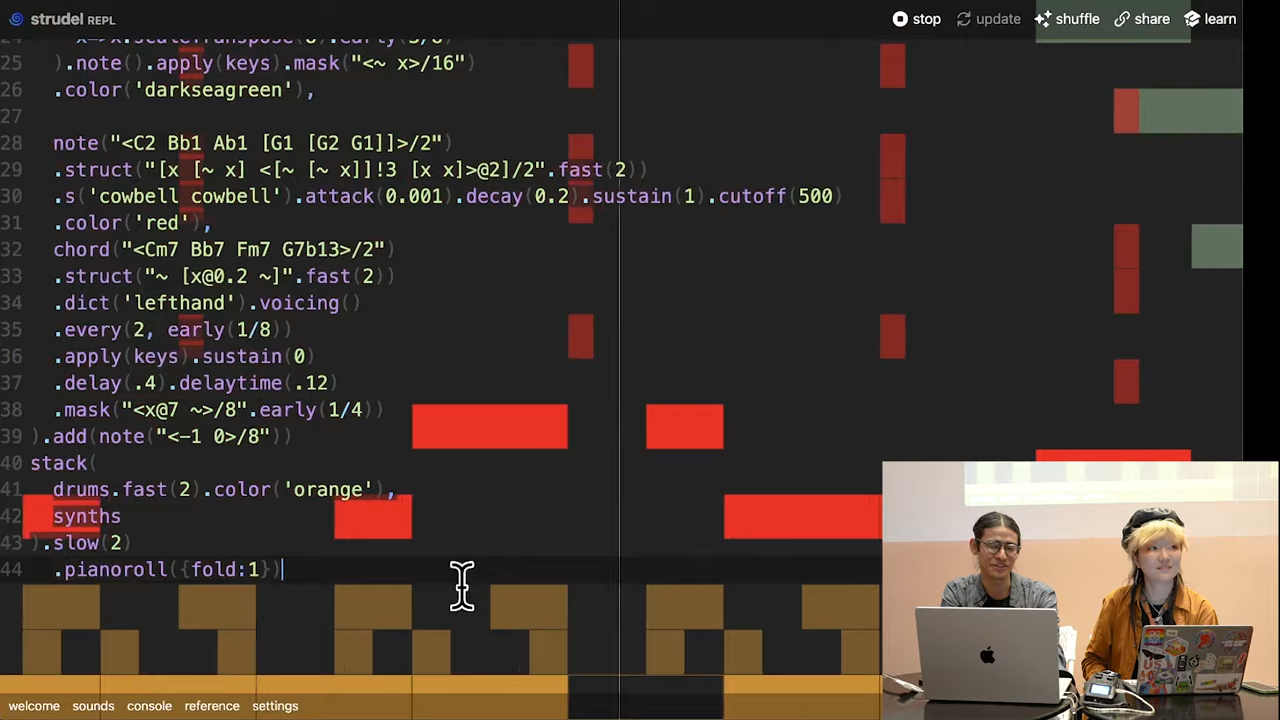 strudel REPL
stop update shuffle share learn
24 x=>x.scaleTranspose(8).early(3/8)
25 ).note().apply(keys).mask("<~ x>/16")
26 .color('darkseagreen'),
27
28 note("<C2 Bb1 Ab1 [G1 [G2 G1]]>/2")
29 .struct("[x [~ x] <[~ [~ x]]!3 [x x]>@2]/2".fast(2))
30 .s('cowbell cowbell').attack(0.001).decay(0.2).sustain(1).cutoff(500)
31 .color('red'),
32 chord("<Cm7 Bb7 Fm7 G7b13>/2")
33 .struct("~ [x@0.2 ~]".fast(2))
34 .dict('lefthand').voicing()
35 .every(2, early(1/8))
36 .apply(keys).sustain(0)
37 .delay(.4).delaytime(.12)
38 .mask("<x@7 ~>/8".early(1/4))
39 ).add(note("<-1 0>/8"))
40 stack(
41 drums.fast(2).color('orange'),
42 synths
43 ).slow(2)
44 .pianoroll({fold:1})
welcome sounds console reference settings